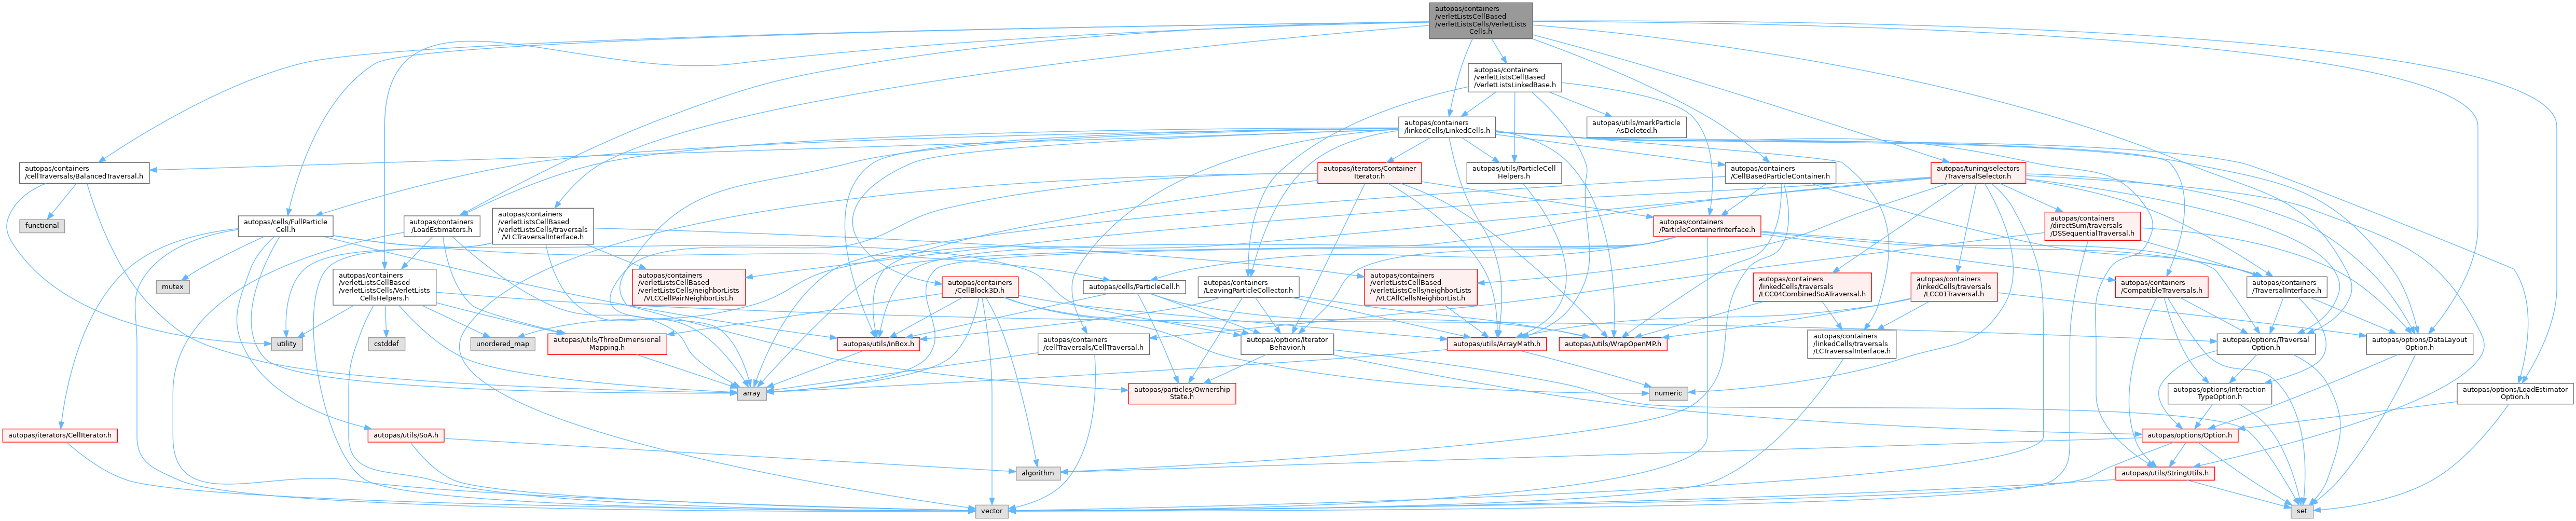 autopas/containers
/verletListsCellBased
/verletListsCells/VerletLists
Cells.h
autopas/containers
/verletListsCellBased
/VerletListsLinkedBase.h
autopas/containers
/linkedCells/LinkedCells.h
autopas/utils/markParticle
AsDeleted.h
autopas/containers
/cellTraversals/BalancedTraversal.h
autopas/iterators/Container
Iterator.h
autopas/utils/ParticleCell
Helpers.h
autopas/containers
/CellBasedParticleContainer.h
autopas/tuning/selectors
/TraversalSelector.h
functional
autopas/cells/FullParticle
Cell.h
autopas/containers
/LoadEstimators.h
autopas/containers
/verletListsCellBased
/verletListsCells/traversals
/VLCTraversalInterface.h
autopas/containers
/ParticleContainerInterface.h
autopas/containers
/directSum/traversals
/DSSequentialTraversal.h
mutex
autopas/containers
/verletListsCellBased
/verletListsCells/VerletLists
CellsHelpers.h
autopas/containers
/verletListsCellBased
/verletListsCells/neighborLists
/VLCCellPairNeighborList.h
autopas/containers
/CellBlock3D.h
autopas/cells/ParticleCell.h
autopas/containers
/LeavingParticleCollector.h
autopas/containers
/verletListsCellBased
/verletListsCells/neighborLists
/VLCAllCellsNeighborList.h
autopas/containers
/linkedCells/traversals
/LCC04CombinedSoATraversal.h
autopas/containers
/linkedCells/traversals
/LCC01Traversal.h
autopas/containers
/CompatibleTraversals.h
autopas/containers
/TraversalInterface.h
utility
cstddef
unordered_map
autopas/utils/ThreeDimensional
Mapping.h
autopas/utils/inBox.h
autopas/containers
/cellTraversals/CellTraversal.h
autopas/options/Iterator
Behavior.h
autopas/utils/ArrayMath.h
autopas/utils/WrapOpenMP.h
autopas/containers
/linkedCells/traversals
/LCTraversalInterface.h
autopas/options/Traversal
Option.h
autopas/options/DataLayout
Option.h
array
autopas/particles/Ownership
State.h
numeric
autopas/options/Interaction
TypeOption.h
autopas/options/LoadEstimator
Option.h
autopas/iterators/CellIterator.h
autopas/utils/SoA.h
autopas/options/Option.h
algorithm
autopas/utils/StringUtils.h
vector
set